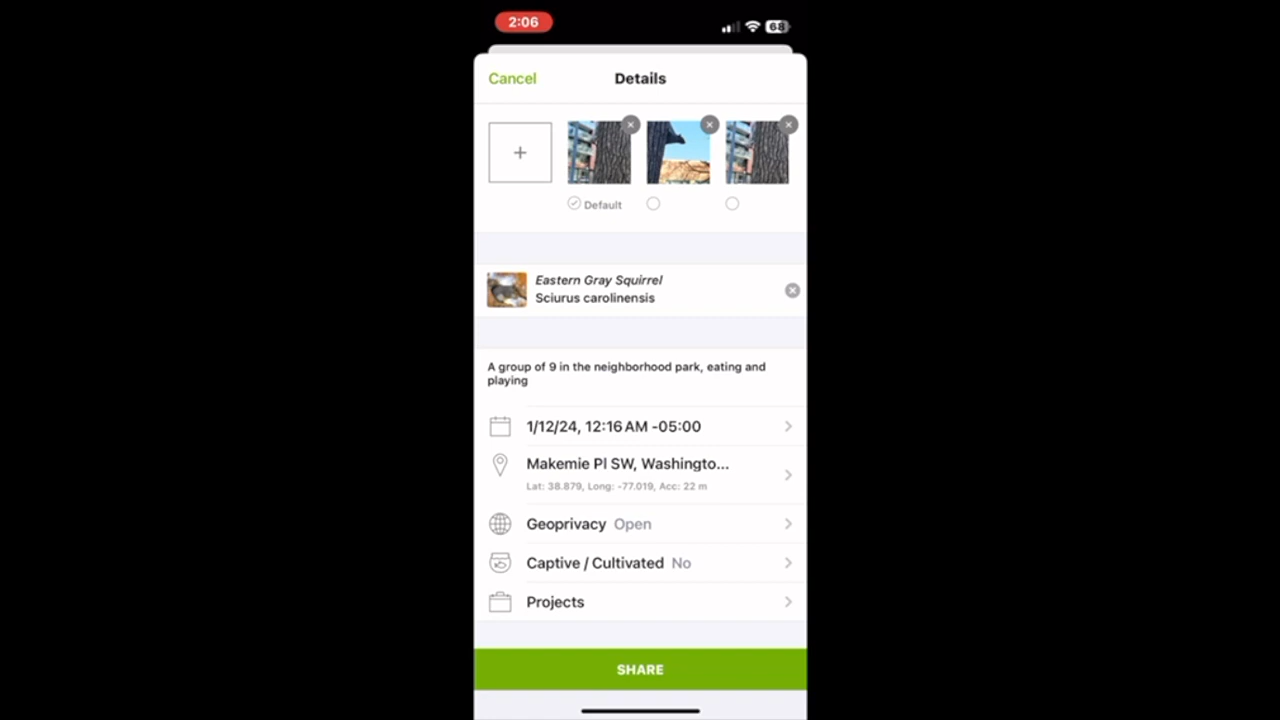 2:06
68
Cancel
Details
+
Default
Eastern Gray Squirrel
Sciurus carolinensis
A group of 9 in the neighborhood park, eating and
playing
1/12/24, 12:16 AM -05:00
Makemie Pl SW, Washingto...
Lat: 38.879, Long: -77.019, Acc: 22 m
Geoprivacy Open
Captive / Cultivated No
Projects
SHARE